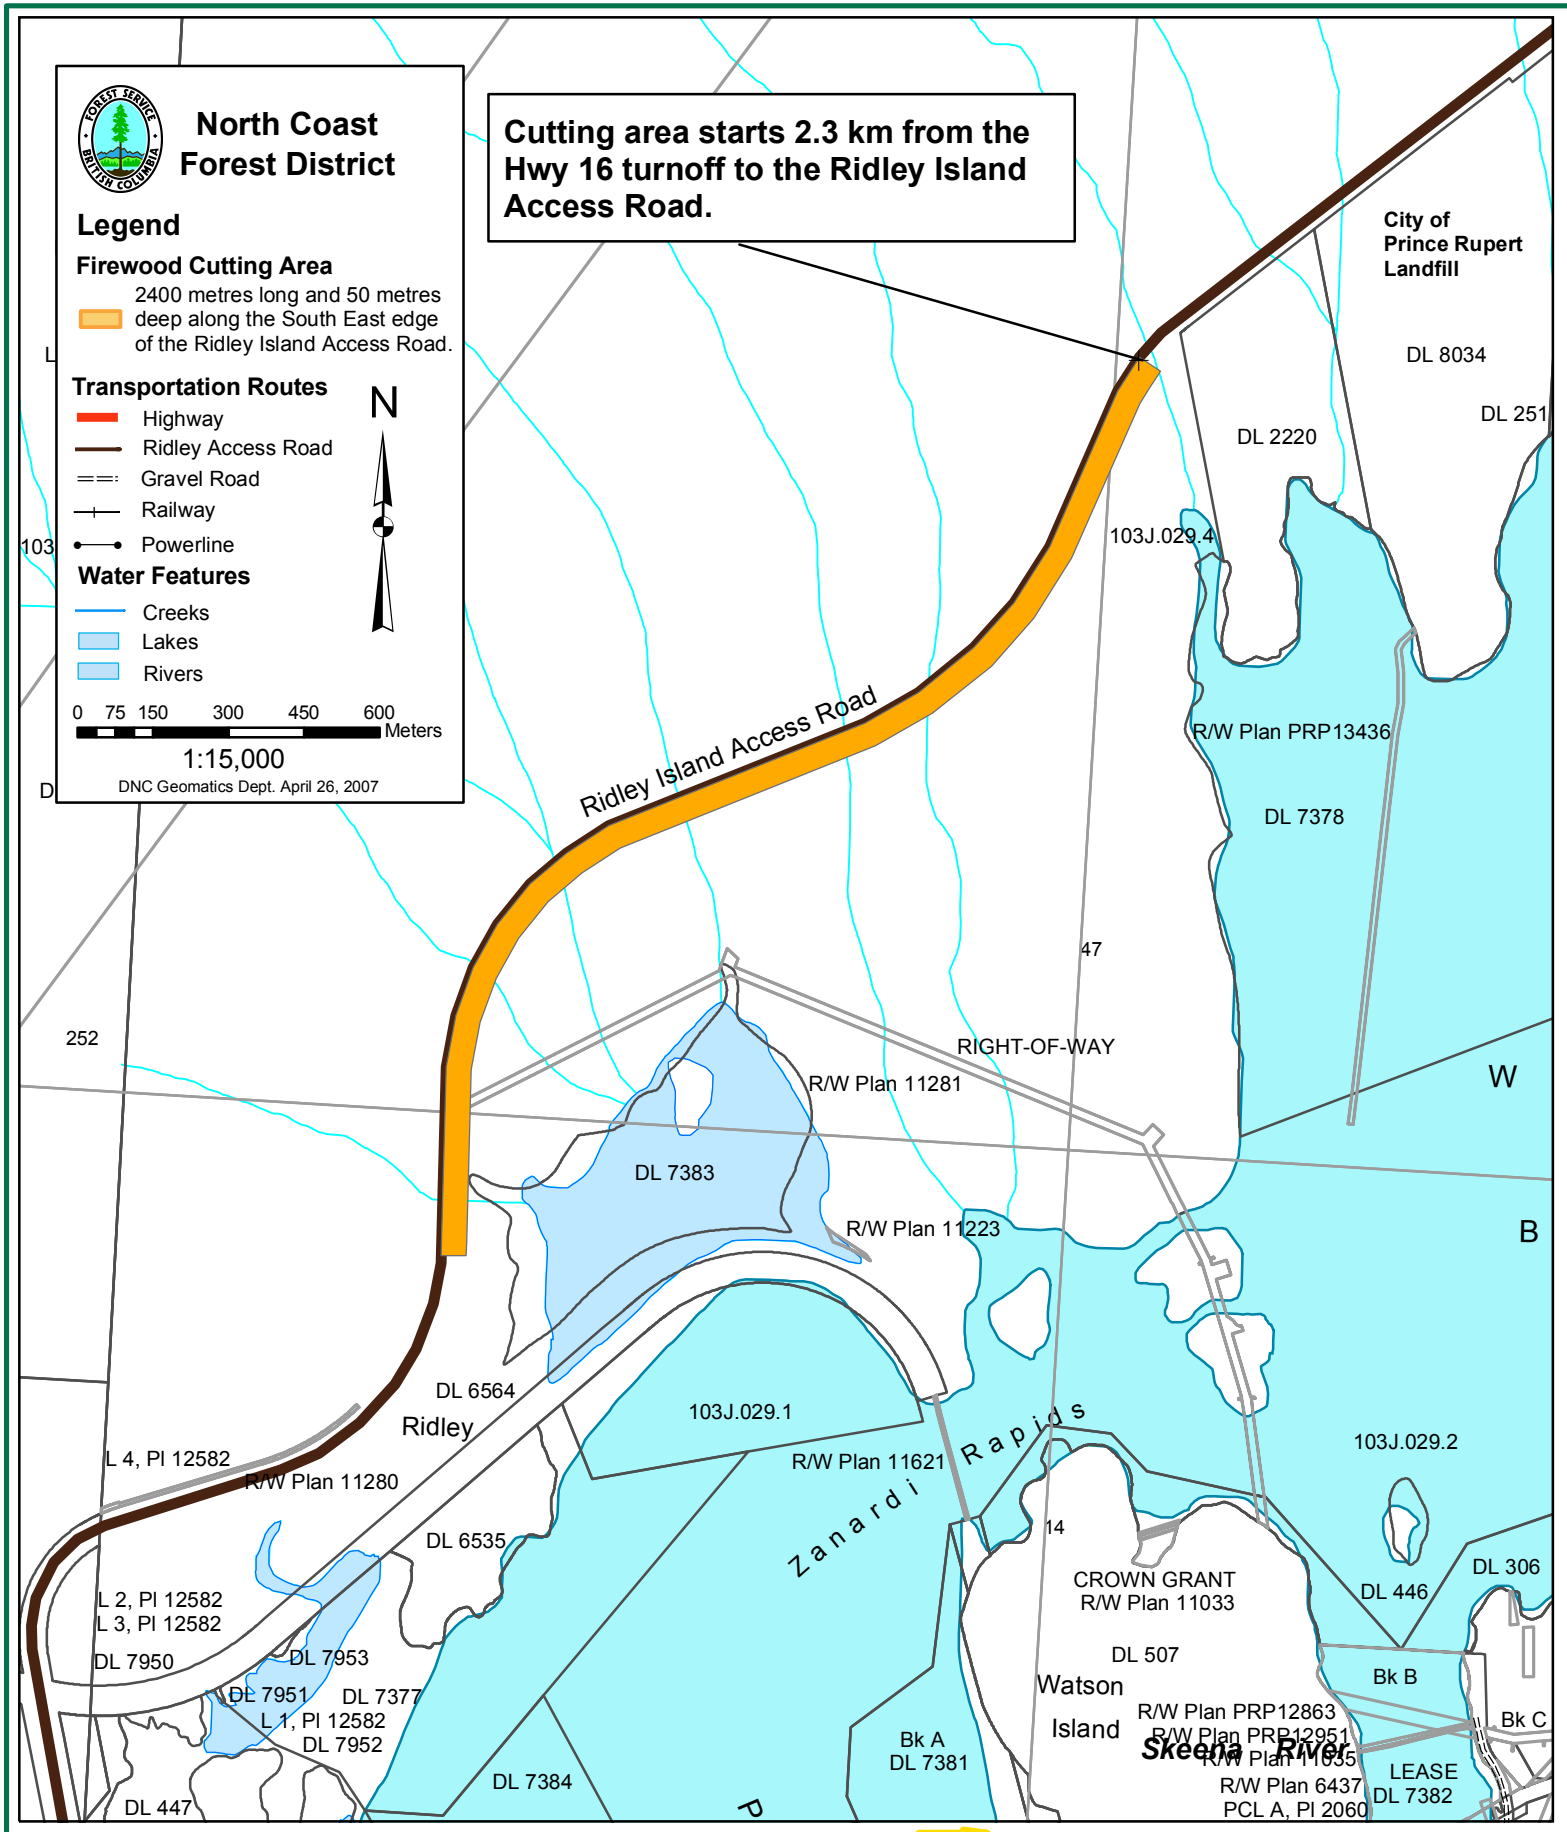 FOREST SERVICE
BRITISH COLUMBIA
North Coast
Forest District
Legend
Firewood Cutting Area
2400 metres long and 50 metres
deep along the South East edge
of the Ridley Island Access Road.
Transportation Routes
Highway
Ridley Access Road
Gravel Road
Railway
Powerline
Water Features
Creeks
Lakes
Rivers
N
0 75 150 300 450 600
Meters
1:15,000
DNC Geomatics Dept. April 26, 2007
Cutting area starts 2.3 km from the
Hwy 16 turnoff to the Ridley Island
Access Road.
City of
Prince Rupert
Landfill
DL 8034
DL 251
DL 2220
L
103
103J.029.4
D
Ridley Island Access Road
R/W Plan PRP13436
DL 7378
47
252
RIGHT-OF-WAY
R/W Plan 11281
W
DL 7383
R/W Plan 11223
B
DL 6564
Ridley
103J.029.1
Zanardi Rapids
103J.029.2
L 4, Pl 12582
R/W Plan 11280
R/W Plan 11621
DL 6535
14
CROWN GRANT
R/W Plan 11033
DL 306
DL 446
L 2, Pl 12582
L 3, Pl 12582
DL 7950
DL 7953
DL 507
Bk B
DL 7951
DL 7377
Watson
Island
L 1, Pl 12582
DL 7952
R/W Plan PRP12863
R/W Plan PRP12951
Bk C
Skeena River
R/W Plan 11035
Bk A
DL 7381
LEASE
DL 7382
DL 7384
R/W Plan 6437
PCL A, Pl 2060
DL 447
P